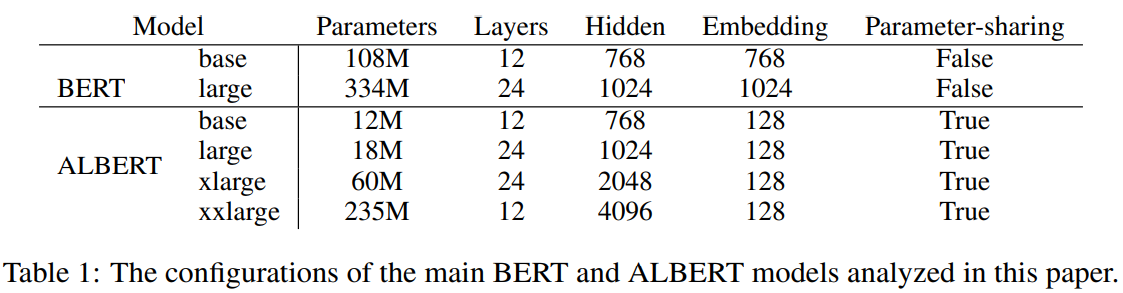 Model Parameters Layers Hidden Embedding Parameter-sharing
base 108M 12 768 768 False
BERT large 334M 24 1024 1024 False
base 12M 12 768 128 True
large 18M 24 1024 128 True
ALBERT
xlarge 60M 24 2048 128 True
xxlarge 235M 12 4096 128 True
Table 1: The configurations of the main BERT and ALBERT models analyzed in this paper.